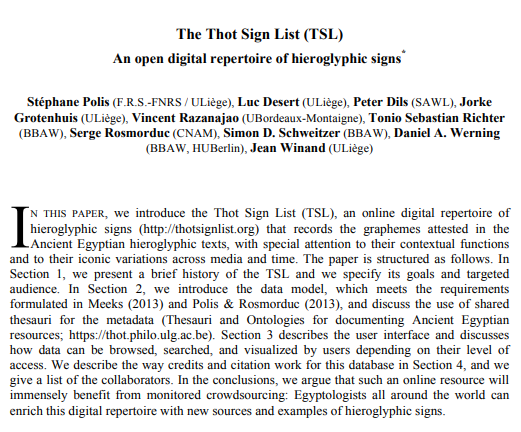 The Thot Sign List (TSL)
An open digital repertoire of hieroglyphic signs*
Stéphane Polis (F.R.S.-FNRS / ULiège), Luc Desert (ULiège), Peter Dils (SAWL), Jorke
Grotenhuis (ULiège), Vincent Razanajao (UBordeaux-Montaigne), Tonio Sebastian Richter
(BBAW), Serge Rosmorduc (CNAM), Simon D. Schweitzer (BBAW), Daniel A. Werning
(BBAW, HUBerlin), Jean Winand (ULiège)
IN THIS PAPER, we introduce the Thot Sign List (TSL), an online digital repertoire of
hieroglyphic signs (http://thotsignlist.org) that records the graphemes attested in the
Ancient Egyptian hieroglyphic texts, with special attention to their contextual functions
and to their iconic variations across media and time. The paper is structured as follows. In
Section 1, we present a brief history of the TSL and we specify its goals and targeted
audience. In Section 2, we introduce the data model, which meets the requirements
formulated in Meeks (2013) and Polis & Rosmorduc (2013), and discuss the use of shared
thesauri for the metadata (Thesauri and Ontologies for documenting Ancient Egyptian
resources; https://thot.philo.ulg.ac.be). Section 3 describes the user interface and discusses
how data can be browsed, searched, and visualized by users depending on their level of
access. We describe the way credits and citation work for this database in Section 4, and we
give a list of the collaborators. In the conclusions, we argue that such an online resource will
immensely benefit from monitored crowdsourcing: Egyptologists all around the world can
enrich this digital repertoire with new sources and examples of hieroglyphic signs.